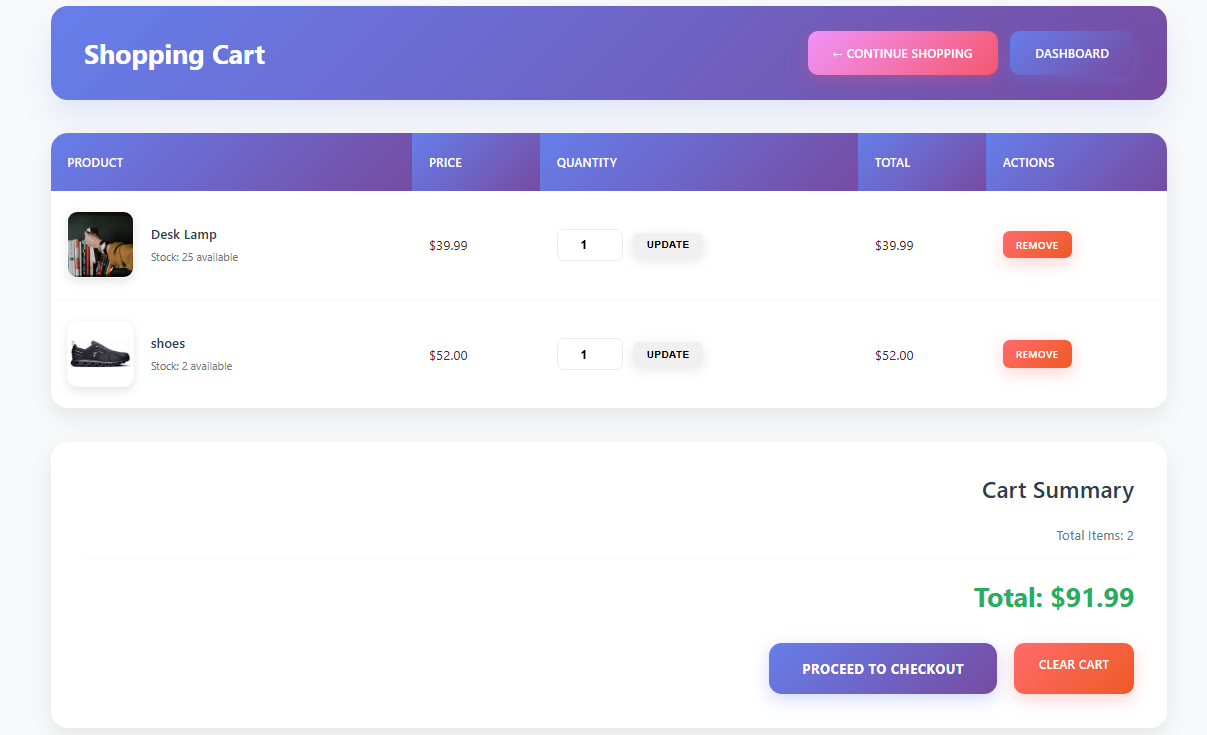 Shopping Cart
← CONTINUE SHOPPING
DASHBOARD
PRODUCT PRICE QUANTITY TOTAL ACTIONS
Desk Lamp
Stock: 25 available
$39.99
1
UPDATE
$39.99
REMOVE
shoes
Stock: 2 available
$52.00
1
UPDATE
$52.00
REMOVE
Cart Summary
Total Items: 2
Total: $91.99
PROCEED TO CHECKOUT
CLEAR CART